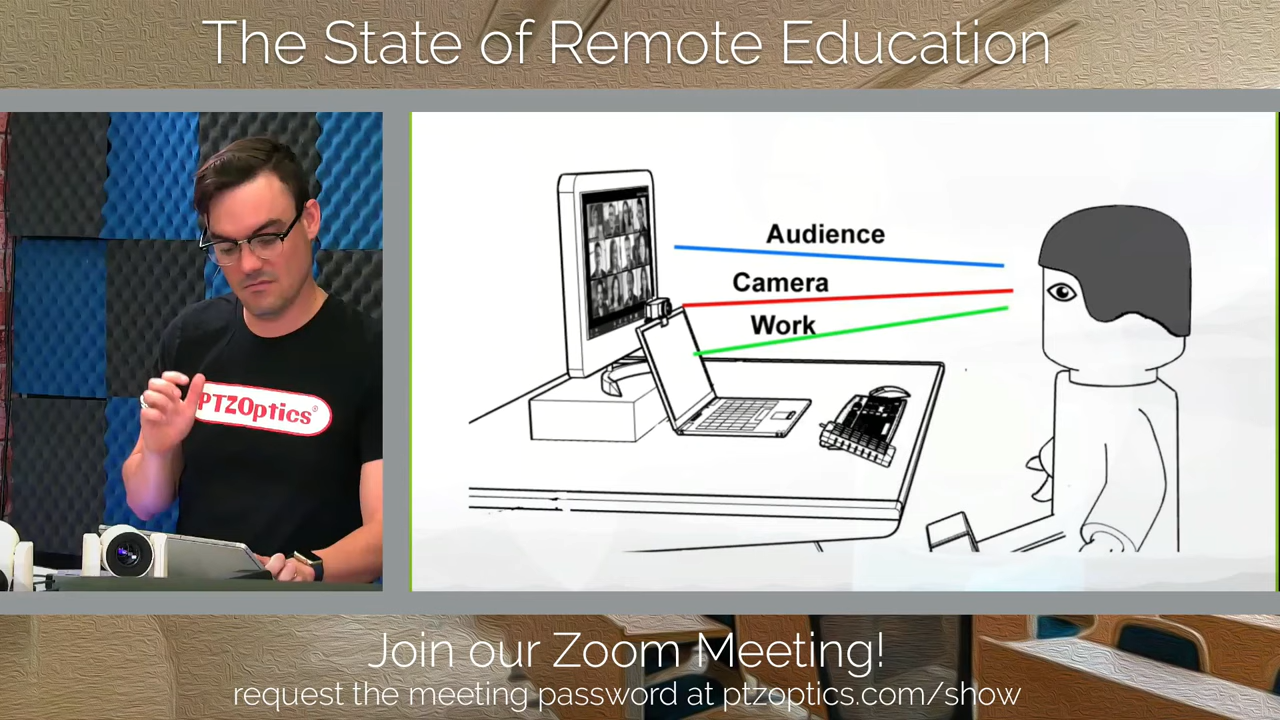 The State of Remote Education
PTZOptics®
Audience
Camera
Work
Join our Zoom Meeting!
request the meeting password at ptzoptics.com/show